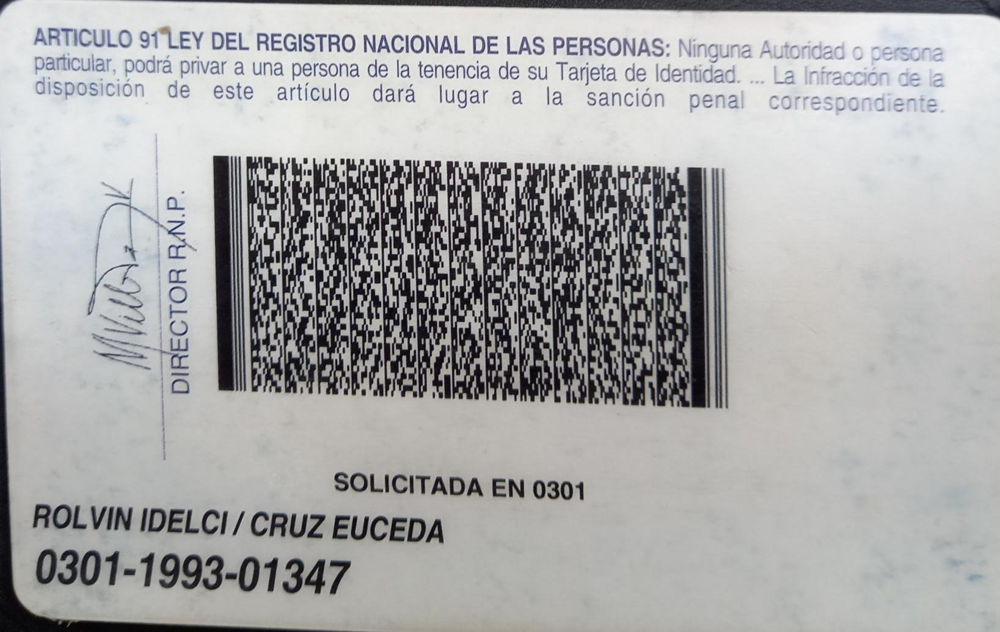 ARTICULO 91 LEY DEL REGISTRO NACIONAL DE LAS PERSONAS: Ninguna Autoridad o persona
particular, podrá privar a una persona de la tenencia de su Tarjeta de Identidad. ... La Infracción de la
disposición de este artículo dará lugar a la sanción penal correspondiente.
DIRECTOR R.N.P.
SOLICITADA EN 0301
ROLVIN IDELCI / CRUZ EUCEDA
0301-1993-01347